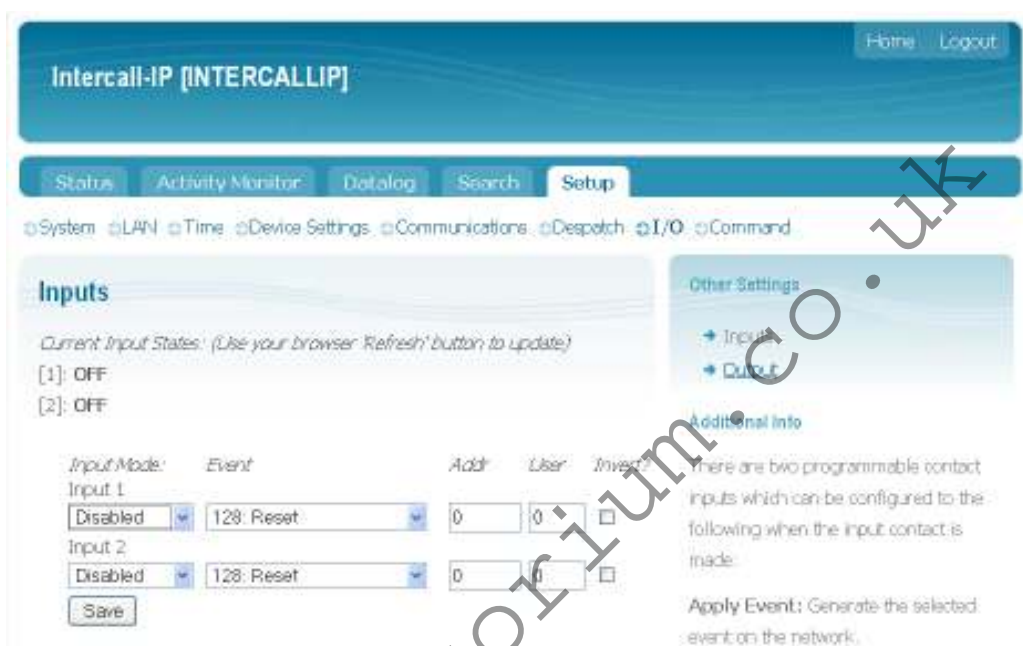 Home Logout
Intercall-IP [INTERCALLIP]
Status Activity Monitor Datalog Search Setup
System LAN Time Device Settings Communications Despatch I/O Command
Inputs
Current Input States: (Use your browser 'Refresh' button to update)
[1]: OFF
[2]: OFF
Input Mode: Event Addr User Invert?
Input 1
Disabled 128: Reset 0 0
Input 2
Disabled 128: Reset 0 0
Save
Other Settings
Inputs
Output
Additional Info
There are two programmable contact
inputs which can be configured to the
following when the input contact is
made:
Apply Event: Generate the selected
event on the network.
orium.co.uk